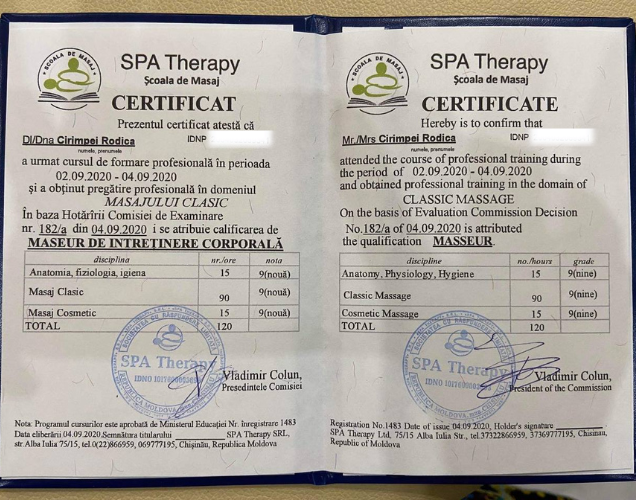 ȘCOALA DE MASAJ
SPA Therapy
Școala de Masaj
CERTIFICAT
Prezentul certificat atestă că
Dl/Dna Cirimpei Rodica IDNP
numele, prenumele
a urmat cursul de formare profesională în perioada
02.09.2020 - 04.09.2020
și a obținut pregătire profesională în domeniul
MASAJULUI CLASIC
În baza Hotărîrii Comisiei de Examinare
nr. 182/a din 04.09.2020 i se atribuie calificarea de
MASEUR DE INTREȚINERE CORPORALĂ
disciplina nr./ore nota
Anatomia, fiziologia, igiena 15 9(nouă)
Masaj Clasic 90 9(nouă)
Masaj Cosmetic 15 9(nouă)
TOTAL 120
SPA Therapy
Vladimir Colun,
Președintele Comisiei
Nota: Programul cursurilor este aprobată de Ministerul Educației Nr. înregistrare 1483
Data eliberării.04.09.2020.Semnătura titularului SPA Therapy SRL,
str.Alba Iulia 75/15, tel.0(22)866959, 069777195, Chișinău, Republica Moldova
ȘCOALA DE MASAJ
SPA Therapy
Școala de Masaj
CERTIFICATE
Hereby is to confirm that
Mr./Mrs Cirimpei Rodica IDNP
numele, prenumele
attended the course of professional training during
the period of 02.09.2020 - 04.09.2020
and obtained professional training in the domain of
CLASSIC MASSAGE
On the basis of Evaluation Commission Decision
No.182/a of 04.09.2020 is attributed
the qualification MASSEUR.
discipline no./hours grade
Anatomy, Physiology, Hygiene 15 9(nine)
Classic Massage 90 9(nine)
Cosmetic Massage 15 9(nine)
TOTAL 120
SPA Therapy
Vladimir Colun,
President of the Commission
Registration No.1483 Date of issue 04.09.2020, Holder's signature
SPA Therapy Ltd, 75/15 Alba Iulia Str., tel.37322866959, 37369777195, Chisinau,
Republic of Moldova